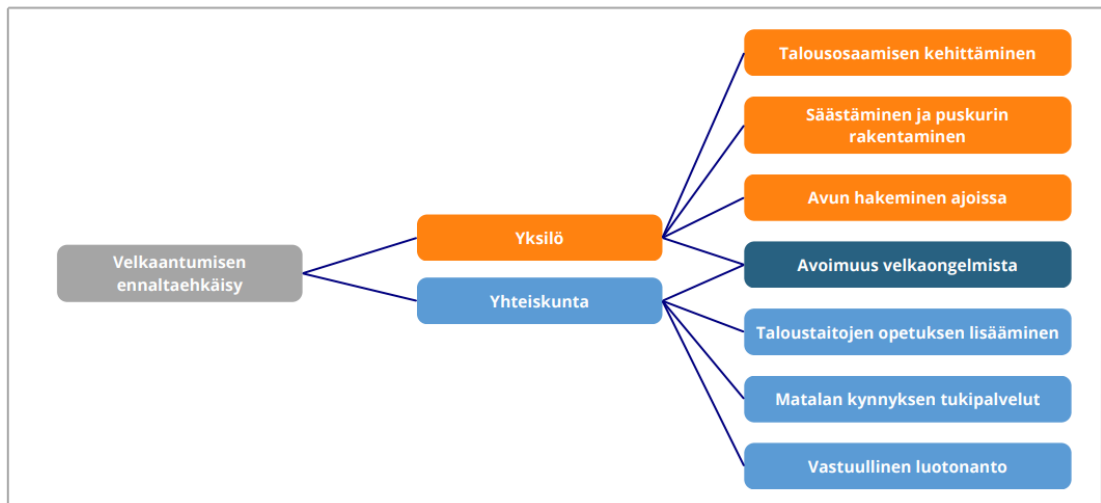 Velkaantumisen
ennaltaehkäisy
Yksilö
Yhteiskunta
Talousosaamisen kehittäminen
Säästäminen ja puskurin
rakentaminen
Avun hakeminen ajoissa
Avoimuus velkaongelmista
Taloustaitojen opetuksen lisääminen
Matalan kynnyksen tukipalvelut
Vastuullinen luotonanto